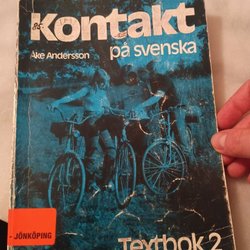 Kontakt
Åke Andersson
på svenska
- JÖNKÖPING
Textbok 2